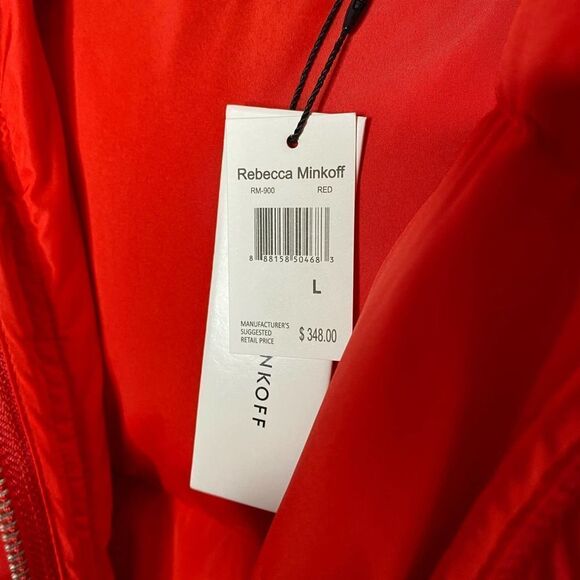 Rebecca Minkoff
RM-900 RED
8 88158 50468 3
L
MANUFACTURER'S
SUGGESTED
RETAIL PRICE
$ 348.00
NKOFF